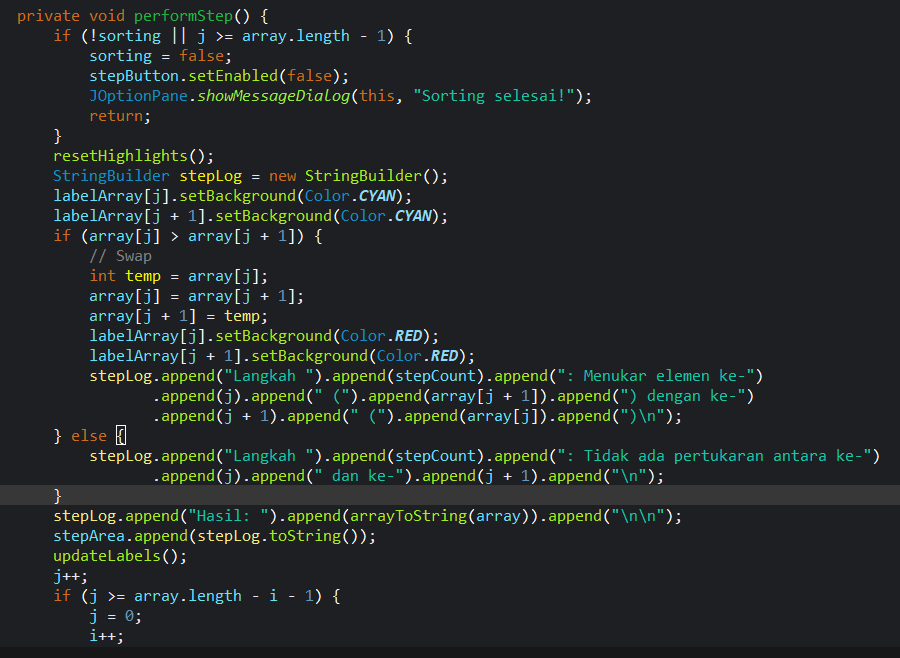 private void performStep() {
    if (!sorting || j >= array.length - 1) {
        sorting = false;
        stepButton.setEnabled(false);
        JOptionPane.showMessageDialog(this, "Sorting selesai!");
        return;
    }
    resetHighlights();
    StringBuilder stepLog = new StringBuilder();
    labelArray[j].setBackground(Color.CYAN);
    labelArray[j + 1].setBackground(Color.CYAN);
    if (array[j] > array[j + 1]) {
        // Swap
        int temp = array[j];
        array[j] = array[j + 1];
        array[j + 1] = temp;
        labelArray[j].setBackground(Color.RED);
        labelArray[j + 1].setBackground(Color.RED);
        stepLog.append("Langkah ").append(stepCount).append(": Menukar elemen ke-")
               .append(j).append(" (").append(array[j + 1]).append(") dengan ke-")
               .append(j + 1).append(" (").append(array[j]).append(")\n");
    } else {
        stepLog.append("Langkah ").append(stepCount).append(": Tidak ada pertukaran antara ke-")
               .append(j).append(" dan ke-").append(j + 1).append("\n");
    }
    stepLog.append("Hasil: ").append(arrayToString(array)).append("\n\n");
    stepArea.append(stepLog.toString());
    updateLabels();
    j++;
    if (j >= array.length - i - 1) {
        j = 0;
        i++;